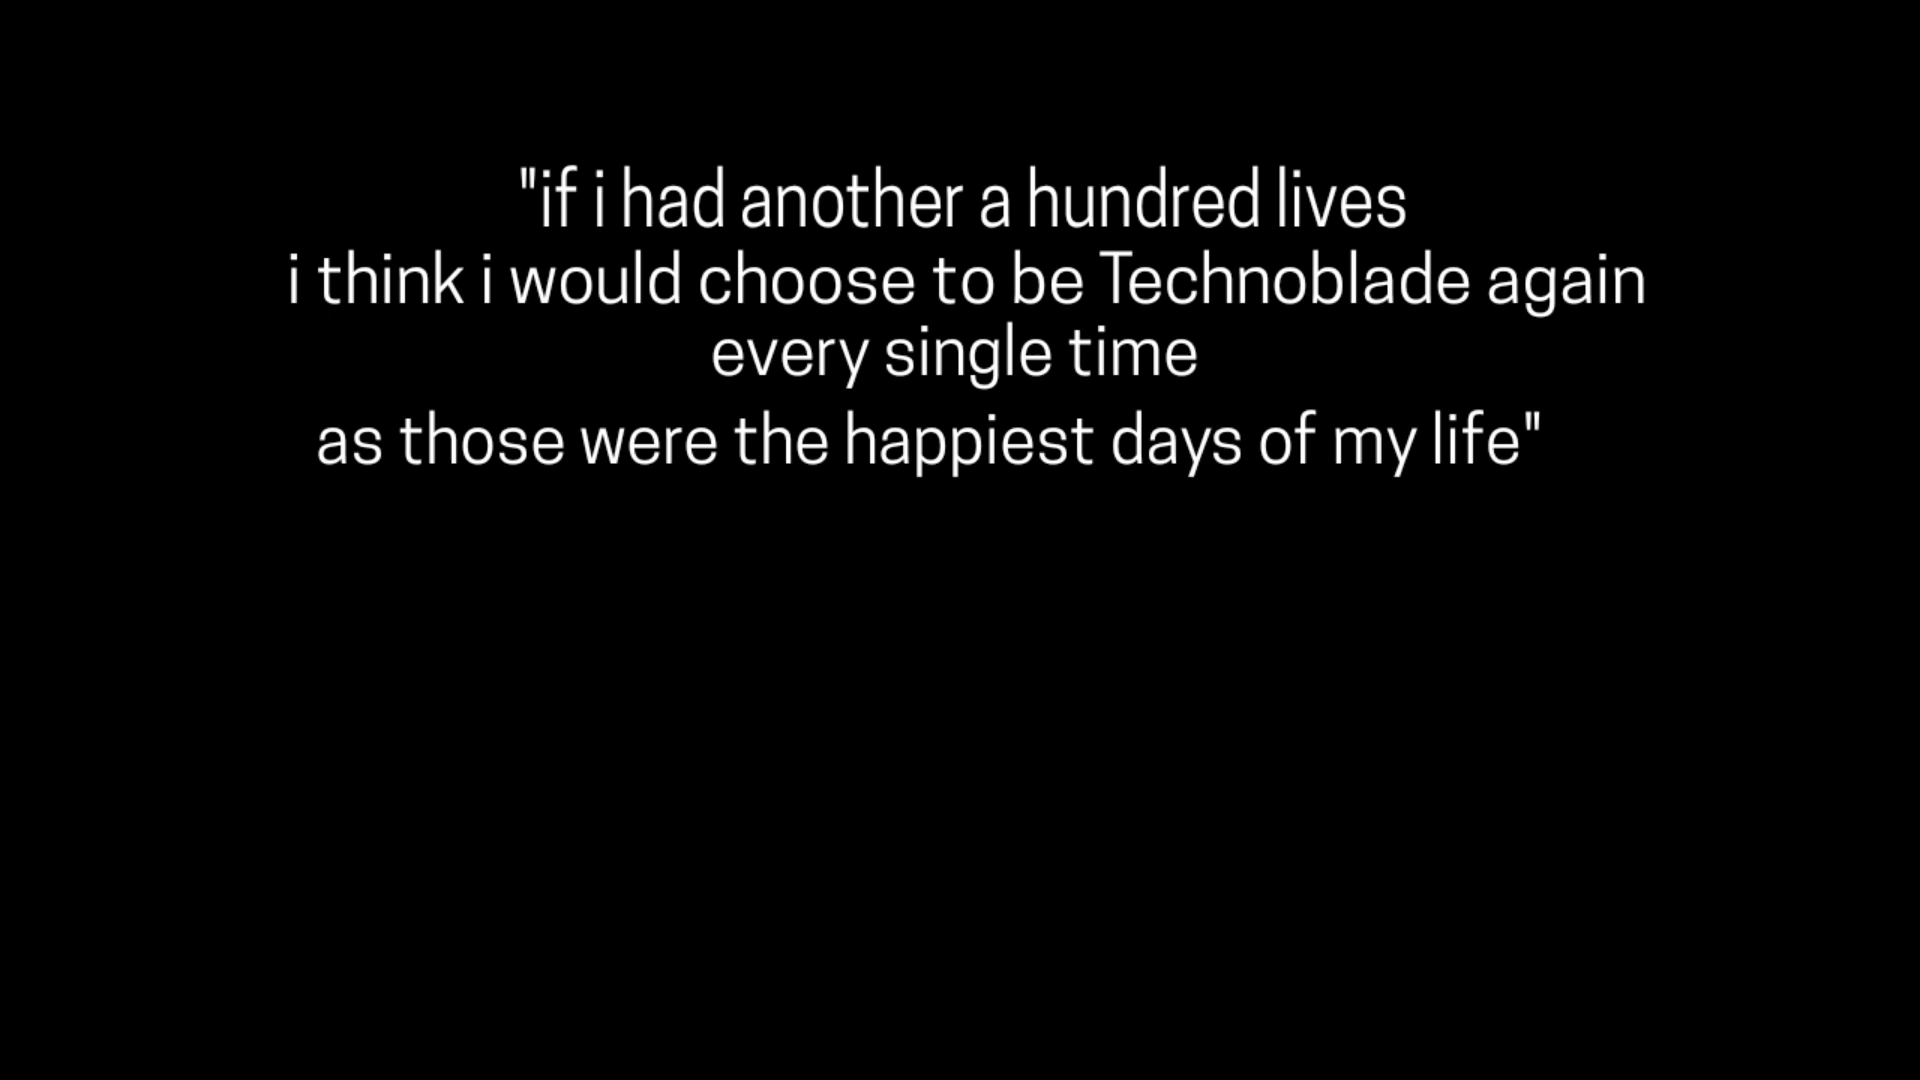 "if i had another a hundred lives
i think i would choose to be Technoblade again
every single time
as those were the happiest days of my life"